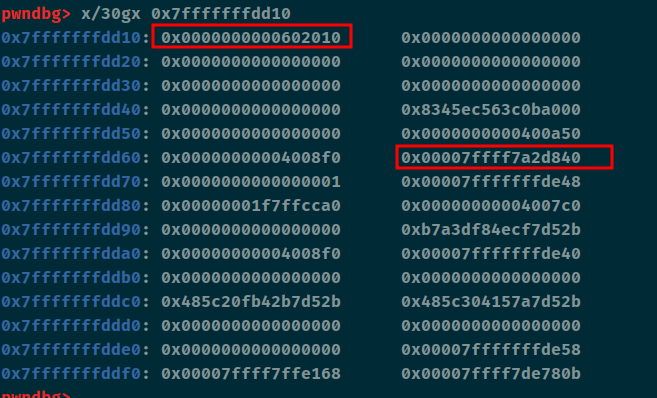 pwndbg> x/30gx 0x7fffffffdd10
0x7fffffffdd10: 0x0000000000602010 0x0000000000000000
0x7fffffffdd20: 0x0000000000000000 0x0000000000000000
0x7fffffffdd30: 0x0000000000000000 0x0000000000000000
0x7fffffffdd40: 0x0000000000000000 0x8345ec563c0ba000
0x7fffffffdd50: 0x0000000000000000 0x0000000000400a50
0x7fffffffdd60: 0x00000000004008f0 0x00007ffff7a2d840
0x7fffffffdd70: 0x0000000000000001 0x00007fffffffde48
0x7fffffffdd80: 0x00000001f7ffcca0 0x00000000004007c0
0x7fffffffdd90: 0x0000000000000000 0xb7a3df84ecf7d52b
0x7fffffffdda0: 0x00000000004008f0 0x00007fffffffde40
0x7fffffffddb0: 0x0000000000000000 0x0000000000000000
0x7fffffffddc0: 0x485c20fb42b7d52b 0x485c304157a7d52b
0x7fffffffddd0: 0x0000000000000000 0x0000000000000000
0x7fffffffdde0: 0x0000000000000000 0x00007fffffffde58
0x7fffffffddf0: 0x00007ffff7ffe168 0x00007ffff7de780b
pwndbg>